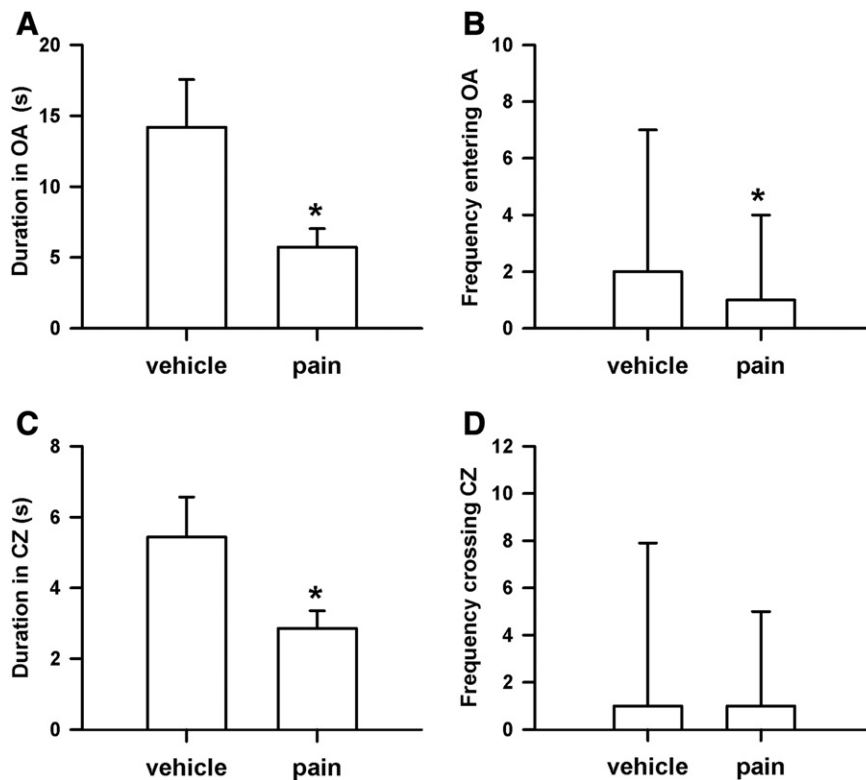 A
Duration in OA (s)
20
15
10
5
0
*
vehicle pain
B
Frequency entering OA
10
8
6
4
2
0
*
vehicle pain
C
Duration in CZ (s)
8
6
4
2
0
*
vehicle pain
D
Frequency crossing CZ
12
10
8
6
4
2
0
vehicle pain